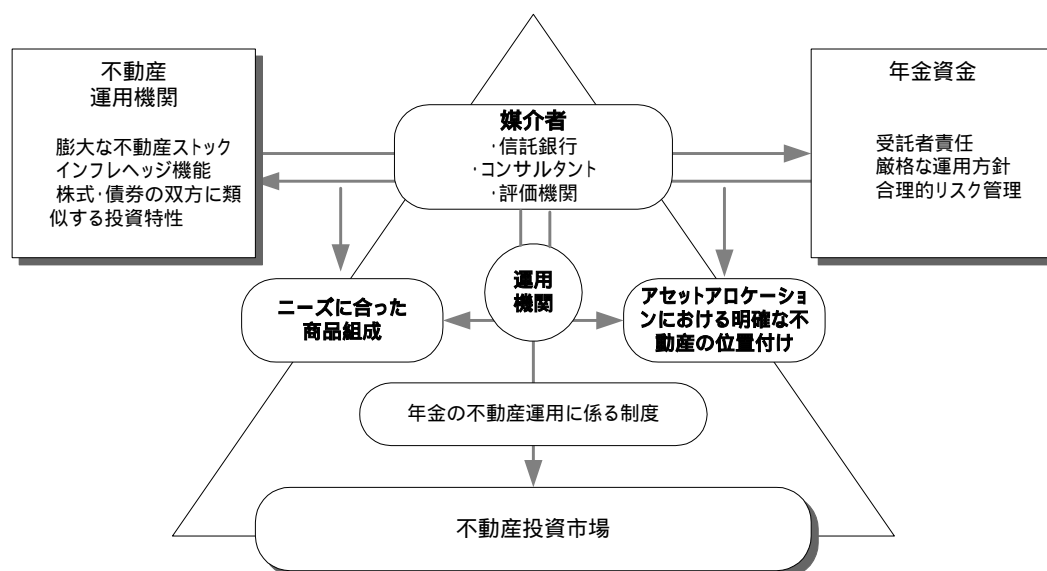 不動産
運用機関
膨大な不動産ストック
インフレヘッジ機能
株式・債券の双方に類
似する投資特性
媒介者
・信託銀行
・コンサルタント
・評価機関
年金資金
受託者責任
厳格な運用方針
合理的リスク管理
ニーズに合った
商品組成
運用
機関
アセットアロケーショ
ンにおける明確な不
動産の位置付け
年金の不動産運用に係る制度
不動産投資市場